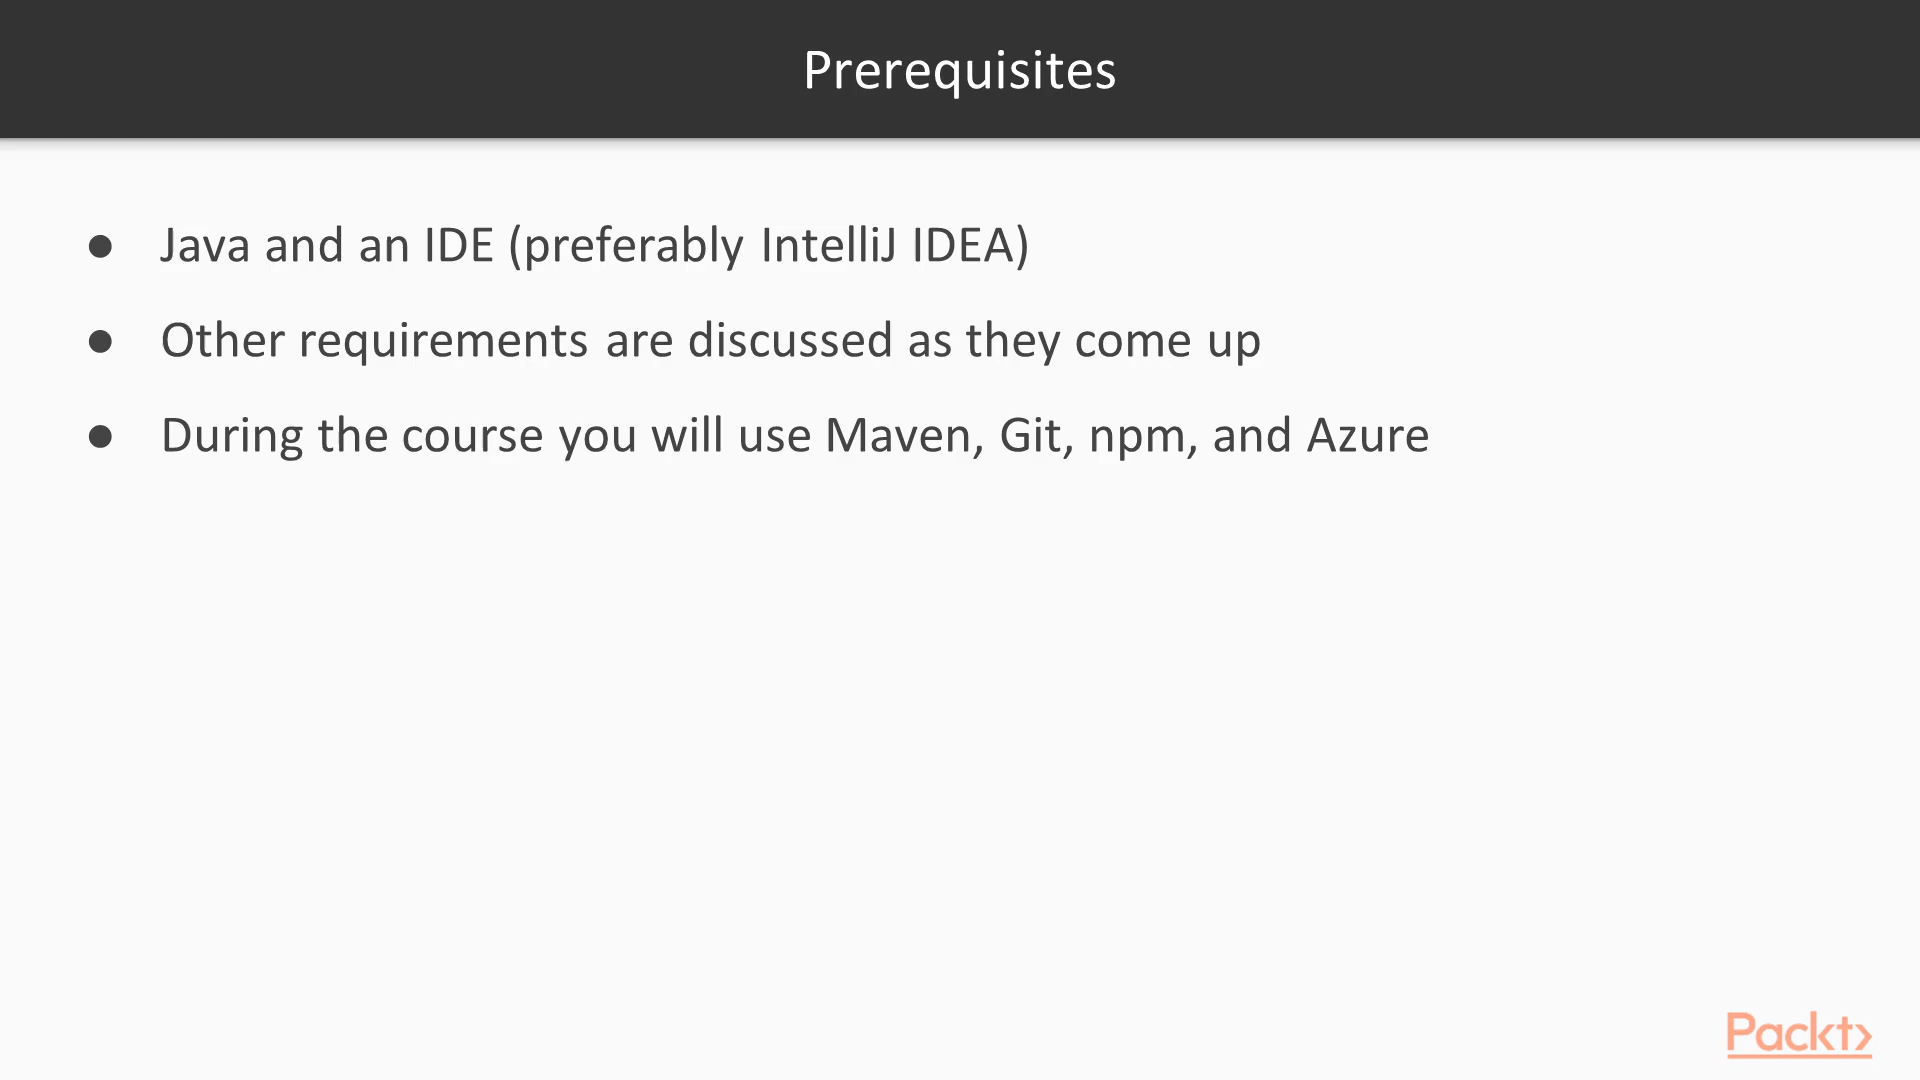 Prerequisites
● Java and an IDE (preferably IntelliJ IDEA)
● Other requirements are discussed as they come up
● During the course you will use Maven, Git, npm, and Azure
Packt>